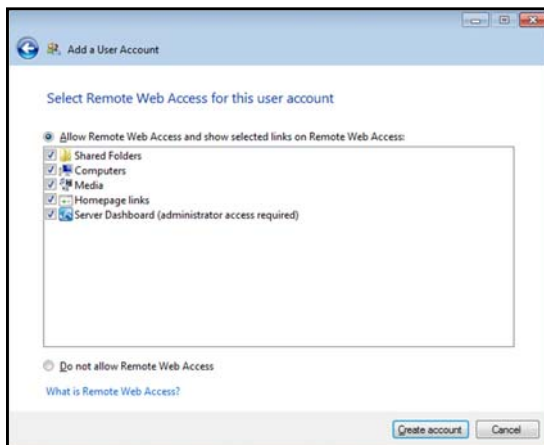 Add a User Account
Select Remote Web Access for this user account
Allow Remote Web Access and show selected links on Remote Web Access:
Shared Folders
Computers
Media
Homepage links
Server Dashboard (administrator access required)
Do not allow Remote Web Access
What is Remote Web Access?
Create account Cancel